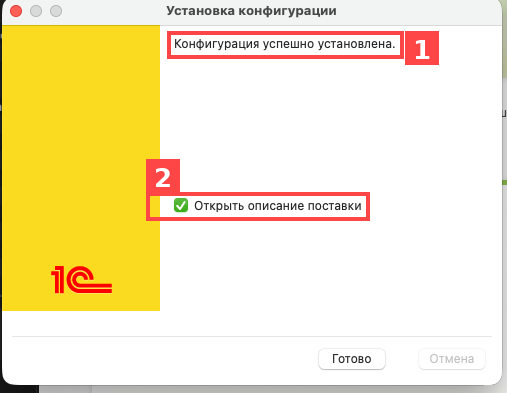 Установка конфигурации
Конфигурация успешно установлена.
1
2
Открыть описание поставки
1С
Готово
Отмена